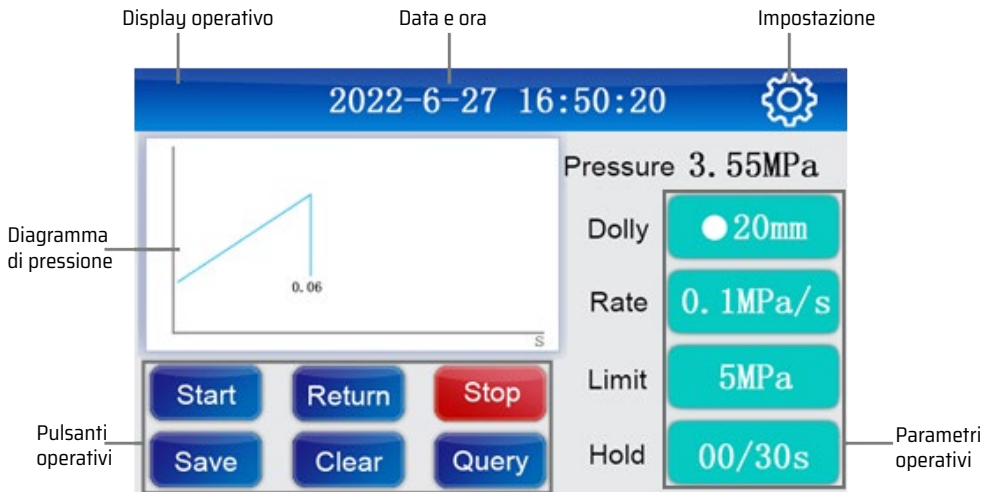 Display operativo
Data e ora
Impostazione
2022-6-27 16:50:20
Pressure 3.55MPa
Diagramma
di pressione
0.06
S
Dolly 20mm
Rate 0.1MPa/s
Limit 5MPa
Hold 00/30s
Start Return Stop
Save Clear Query
Pulsanti
operativi
Parametri
operativi